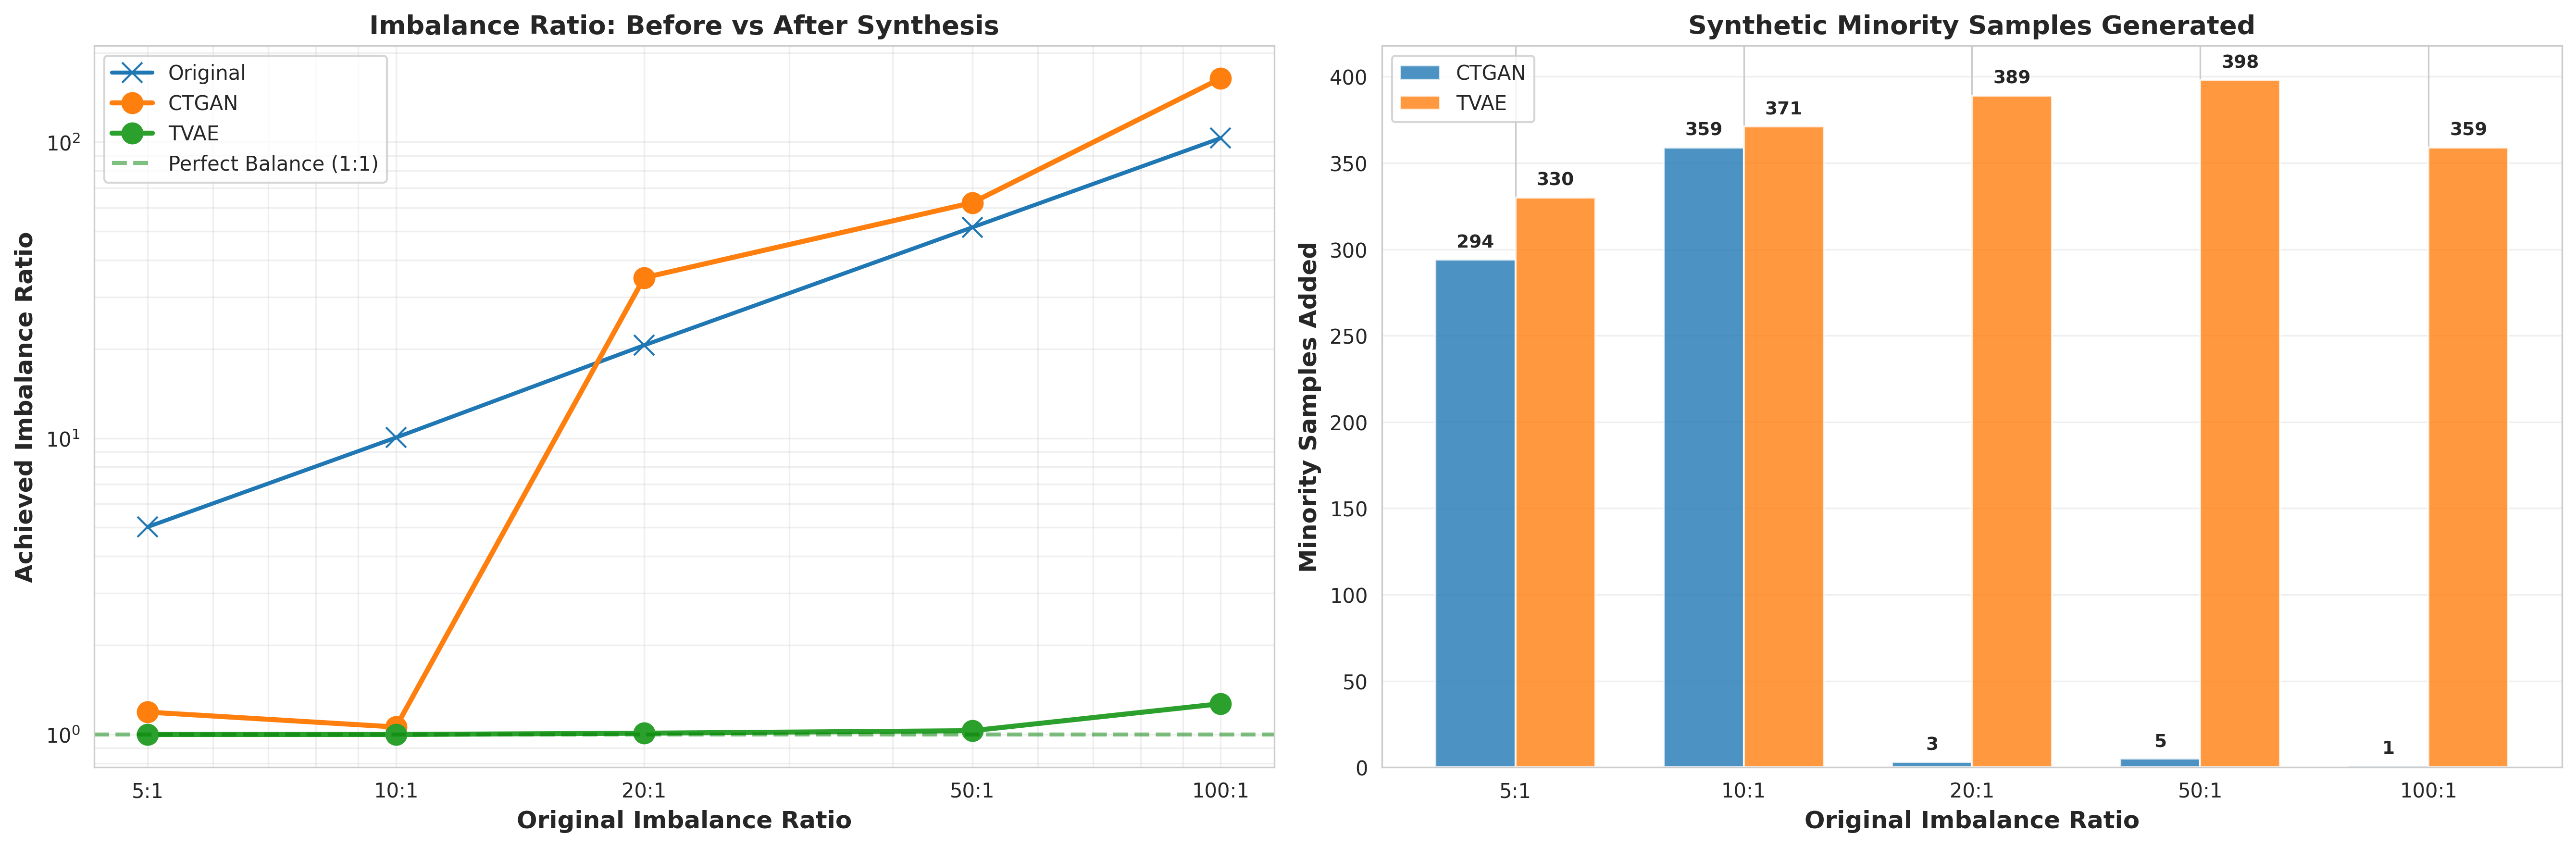 Imbalance Ratio: Before vs After Synthesis
Original
CTGAN
TVAE
Perfect Balance (1:1)
Achieved Imbalance Ratio
10²
10¹
10⁰
5:1
10:1
20:1
50:1
100:1
Original Imbalance Ratio
Synthetic Minority Samples Generated
CTGAN
TVAE
Minority Samples Added
400
350
300
250
200
150
100
50
0
294
330
359
371
3
389
5
398
1
359
5:1
10:1
20:1
50:1
100:1
Original Imbalance Ratio